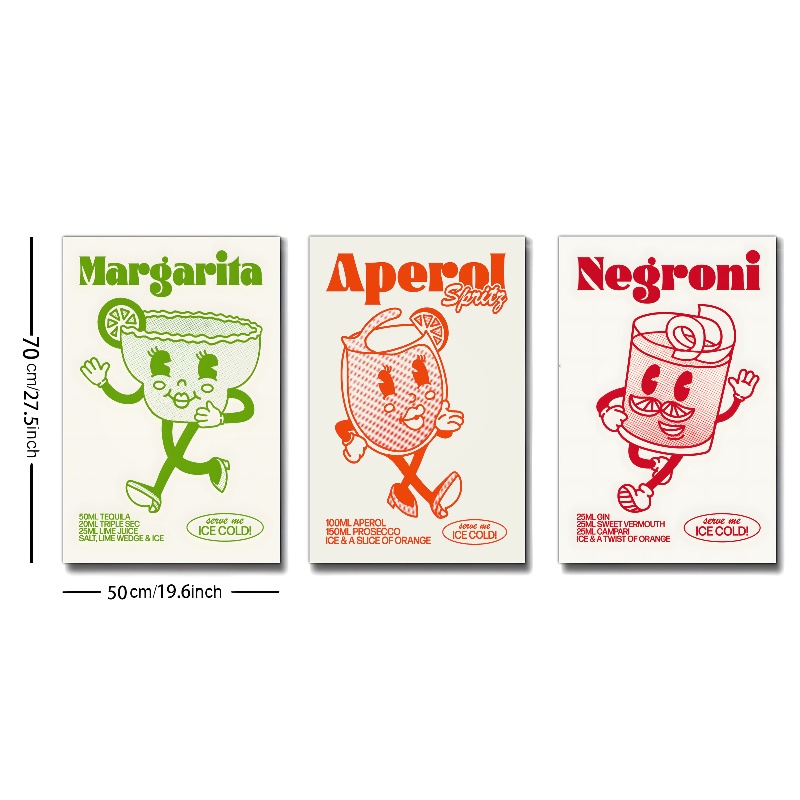 Margarita
50ML TEQUILA
20ML TRIPLE SEC
25ML LIME JUICE
SALT, LIME WEDGE & ICE
serve me
ICE COLD!
Aperol
Spritz
100ML APEROL
150ML PROSECCO
ICE & A SLICE OF ORANGE
serve me
ICE COLD!
Negroni
25ML GIN
25ML SWEET VERMOUTH
25ML CAMPARI
ICE & A TWIST OF ORANGE
serve me
ICE COLD!
70cm/27.5inch
50cm/19.6inch